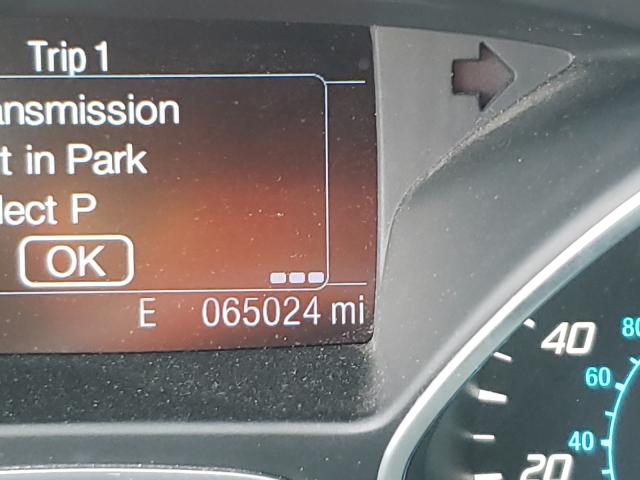 Trip 1
ansmission
t in Park
lect P
OK
E 065024 mi
40
80
60
40
20